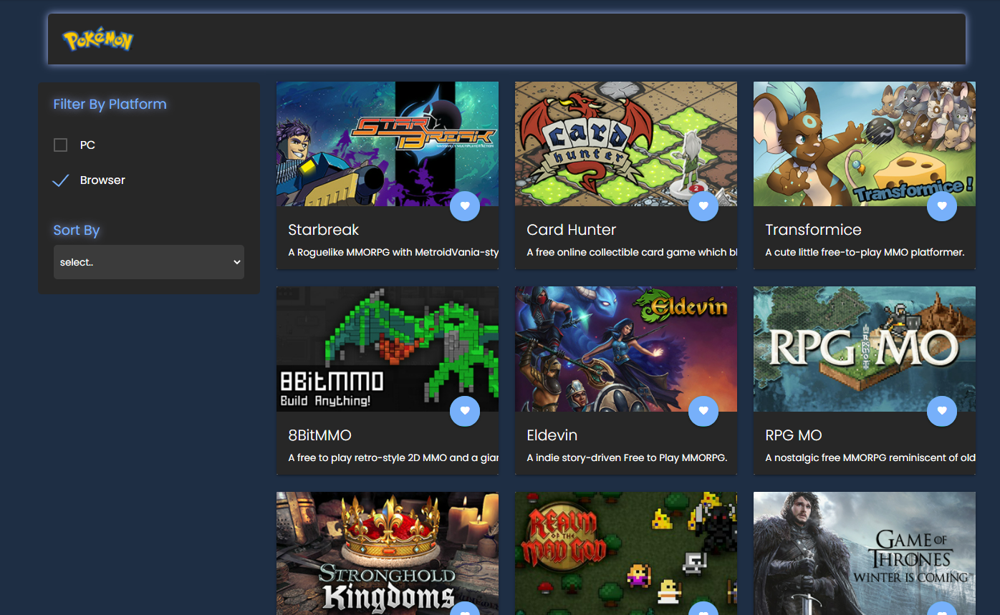 POKéMON
Filter By Platform
PC
Browser
Sort By
select..
STAR BREAK
MASSIVELY MULTIPLAYER ACTION
Starbreak
A Roguelike MMORPG with MetroidVania-sty
card
hunter
2
Card Hunter
A free online collectible card game which bl
Transformice !
Transformice
A cute little free-to-play MMO platformer.
8BitMMO
Build Anything!
8BitMMO
A free to play retro-style 2D MMO and a giar
Eldevin
Eldevin
A indie story-driven Free to Play MMORPG.
RPG MO
RPG MO
A nostalgic free MMORPG reminiscent of old
STRONGHOLD
Kingdoms
REALM
OF THE
MAD GOD
GAME OF
THRONES
WINTER IS COMING